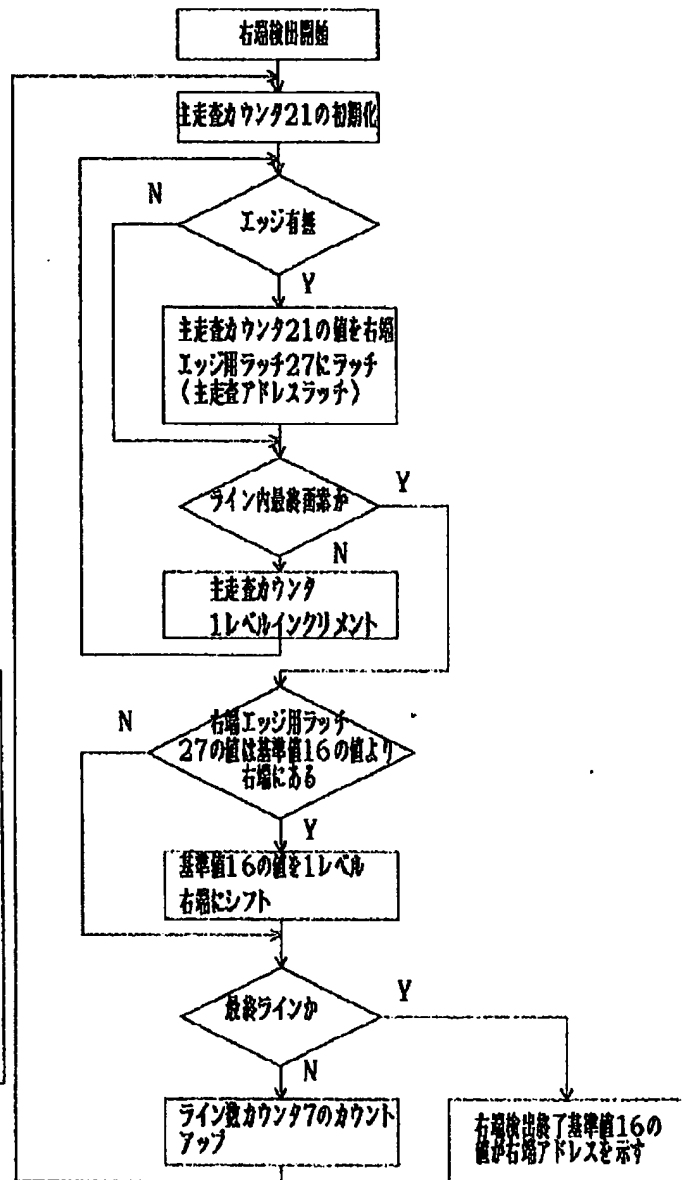 右端検出開始
主走査カウンタ21の初期化
N
エッジ有無
Y
主走査カウンタ21の値を右端
エッジ用ラッチ27にラッチ
(主走査アドレスラッチ)
ライン内最終画素か
Y
N
主走査カウンタ
1レベルインクリメント
N
右端エッジ用ラッチ
27の値は基準値16の値より
右端にある
Y
基準値16の値を1レベル
右端にシフト
最終ラインか
Y
N
ライン数カウンタ7のカウント
アップ
右端検出終了基準値16の
値が右端アドレスを示す